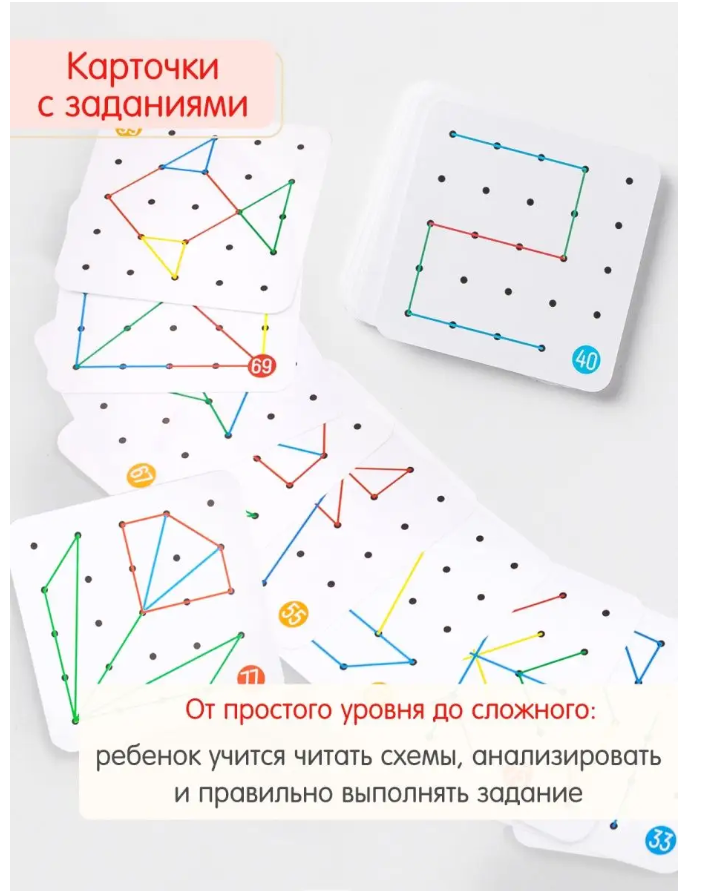 Карточки
с заданиями
40
69
67
55
77
От простого уровня до сложного:
ребенок учится читать схемы, анализировать
и правильно выполнять задание
33